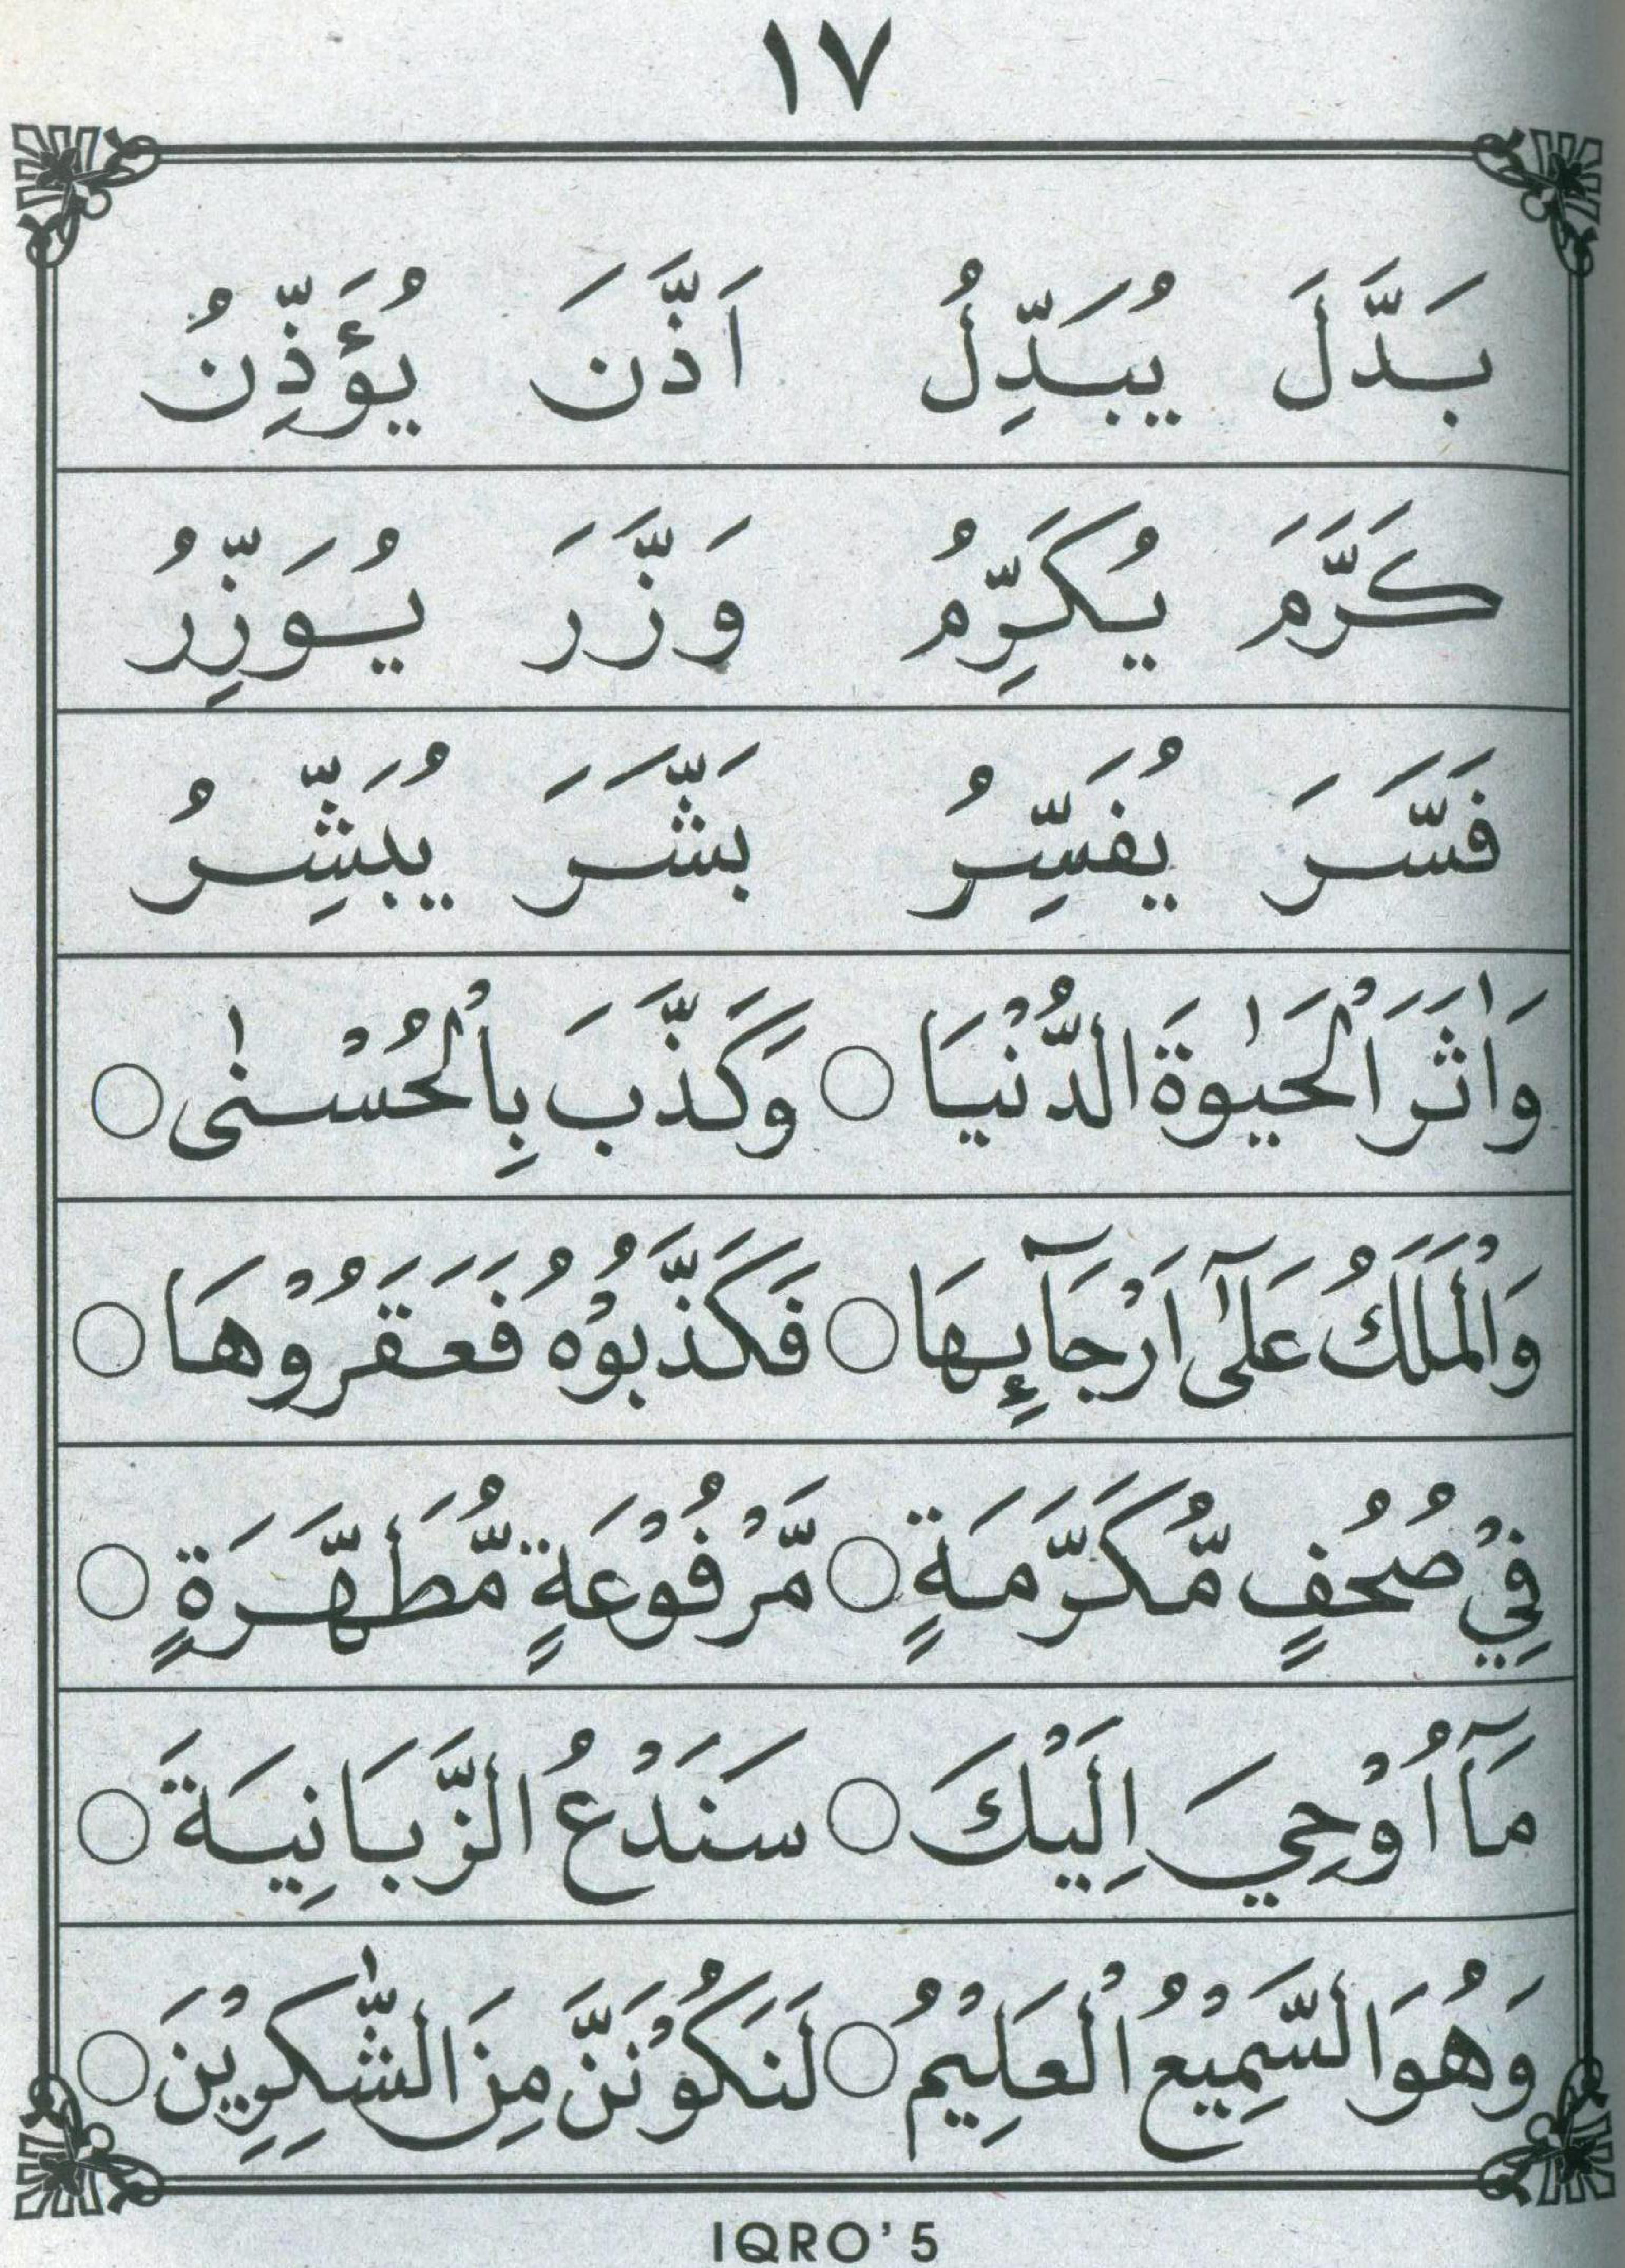 ١٧
بَدَّلَ يُبَدِّلُ اَذَّنَ يُؤَذِّنُ
كَرَّمَ يُكَرِّمُ وَزَّرَ يُوَزِّرُ
فَسَّرَ يُفَسِّرُ بَشَّرَ يُبَشِّرُ
وَاٰثَرَ الْحَيٰوةَ الدُّنْيَا ○ وَكَذَّبَ بِالْحُسْنٰى ○
وَالْمَلَكُ عَلٰٓى اَرْجَآئِهَا ○ فَكَذَّبُوْهُ فَعَقَرُوْهَا ○
فِيْ صُحُفٍ مُّكَرَّمَةٍ ○ مَّرْفُوْعَةٍ مُّطَهَّرَةٍ ○
مَآ اُوْحِيَ اِلَيْكَ ○ سَنَدْعُ الزَّبَانِيَةَ ○
وَهُوَ السَّمِيْعُ الْعَلِيْمُ ○ لَنَكُوْنَنَّ مِنَ الشّٰكِرِيْنَ ○
IQRO' 5